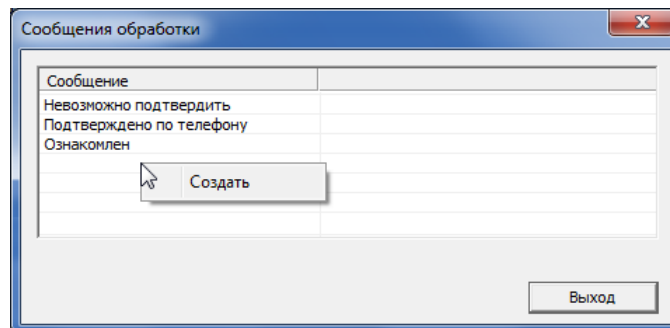 Сообщения обработки
Сообщение
Невозможно подтвердить
Подтверждено по телефону
Ознакомлен
Создать
Выход